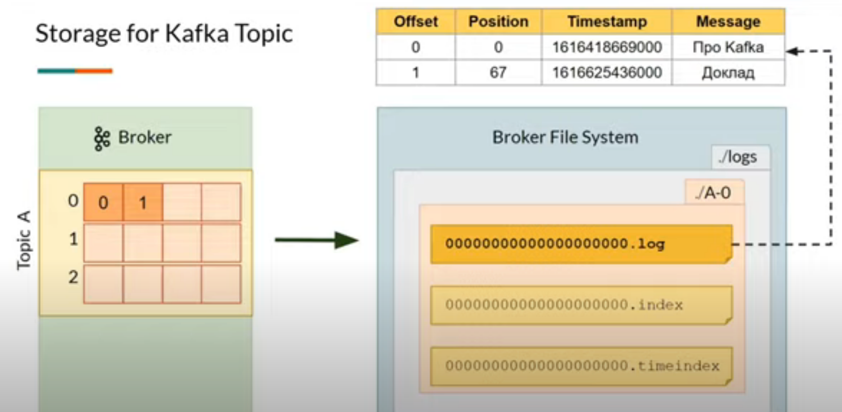 Storage for Kafka Topic
Offset Position Timestamp Message
0 0 1616418669000 Про Kafka
1 67 1616625436000 Доклад
Broker
Topic A
0 0 1
1
2
Broker File System
./logs
./A-0
00000000000000000000.log
00000000000000000000.index
00000000000000000000.timeindex